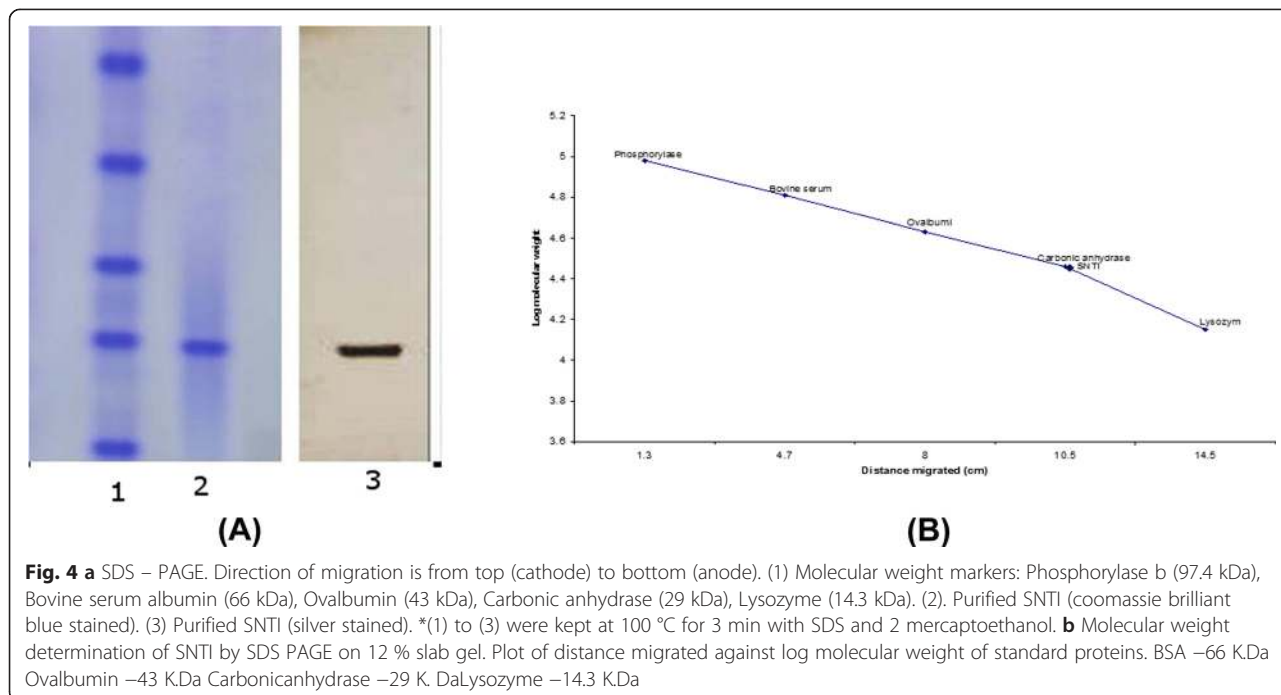 1
2
3
(A)
5.2
5
4.8
4.6
4.4
4.2
4
3.8
3.6
Log molecular weight
Phosphorylase
Bovine serum
Ovalbumi
Carbonic anhydrase
SNTI
Lysozym
1.3
4.7
8
10.5
14.5
Distance migrated (cm)
(B)
Fig. 4 a SDS – PAGE. Direction of migration is from top (cathode) to bottom (anode). (1) Molecular weight markers: Phosphorylase b (97.4 kDa),
Bovine serum albumin (66 kDa), Ovalbumin (43 kDa), Carbonic anhydrase (29 kDa), Lysozyme (14.3 kDa). (2). Purified SNTI (coomassie brilliant
blue stained). (3) Purified SNTI (silver stained). *(1) to (3) were kept at 100 °C for 3 min with SDS and 2 mercaptoethanol. b Molecular weight
determination of SNTI by SDS PAGE on 12 % slab gel. Plot of distance migrated against log molecular weight of standard proteins. BSA −66 K.Da
Ovalbumin −43 K.Da Carbonicanhydrase −29 K. DaLysozyme −14.3 K.Da